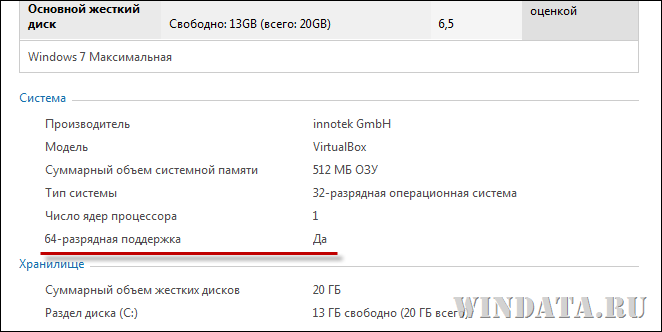 Основной жесткий диск
Свободно: 13GB (всего: 20GB)
6,5
оценкой
Windows 7 Максимальная
Система
Производитель innotek GmbH
Модель VirtualBox
Суммарный объем системной памяти 512 МБ ОЗУ
Тип системы 32-разрядная операционная система
Число ядер процессора 1
64-разрядная поддержка Да
Хранилище
Суммарный объем жестких дисков 20 ГБ
Раздел диска (C:) 13 ГБ свободно (20 ГБ всего)
WINDATA.RU